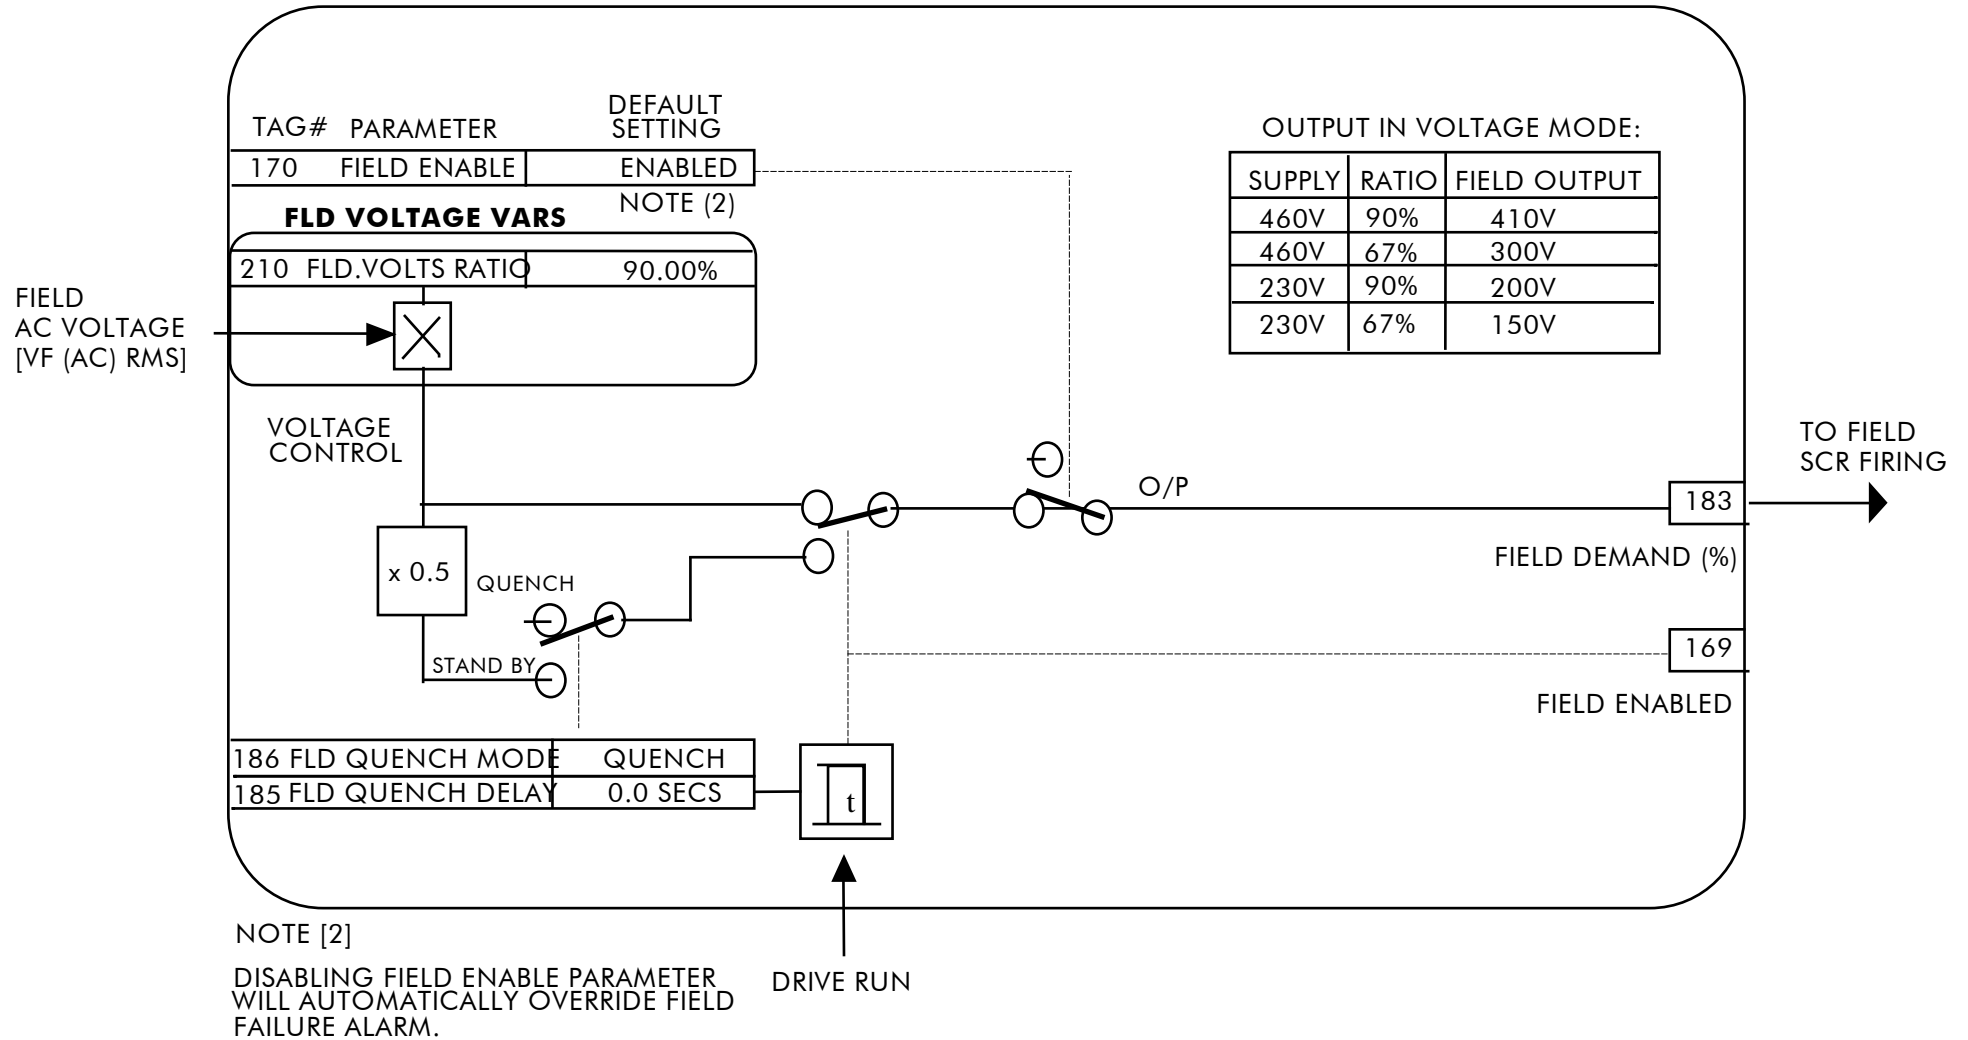 TAG# PARAMETER DEFAULT
SETTING
170 FIELD ENABLE ENABLED
NOTE (2)
FLD VOLTAGE VARS
210 FLD.VOLTS RATIO 90.00%
FIELD
AC VOLTAGE
[VF (AC) RMS]
OUTPUT IN VOLTAGE MODE:
SUPPLY RATIO FIELD OUTPUT
460V 90% 410V
460V 67% 300V
230V 90% 200V
230V 67% 150V
VOLTAGE
CONTROL
O/P
TO FIELD
SCR FIRING
183
FIELD DEMAND (%)
x 0.5
QUENCH
STAND BY
169
FIELD ENABLED
186 FLD QUENCH MODE QUENCH
185 FLD QUENCH DELAY 0.0 SECS
t
DRIVE RUN
NOTE [2]
DISABLING FIELD ENABLE PARAMETER
WILL AUTOMATICALLY OVERRIDE FIELD
FAILURE ALARM.